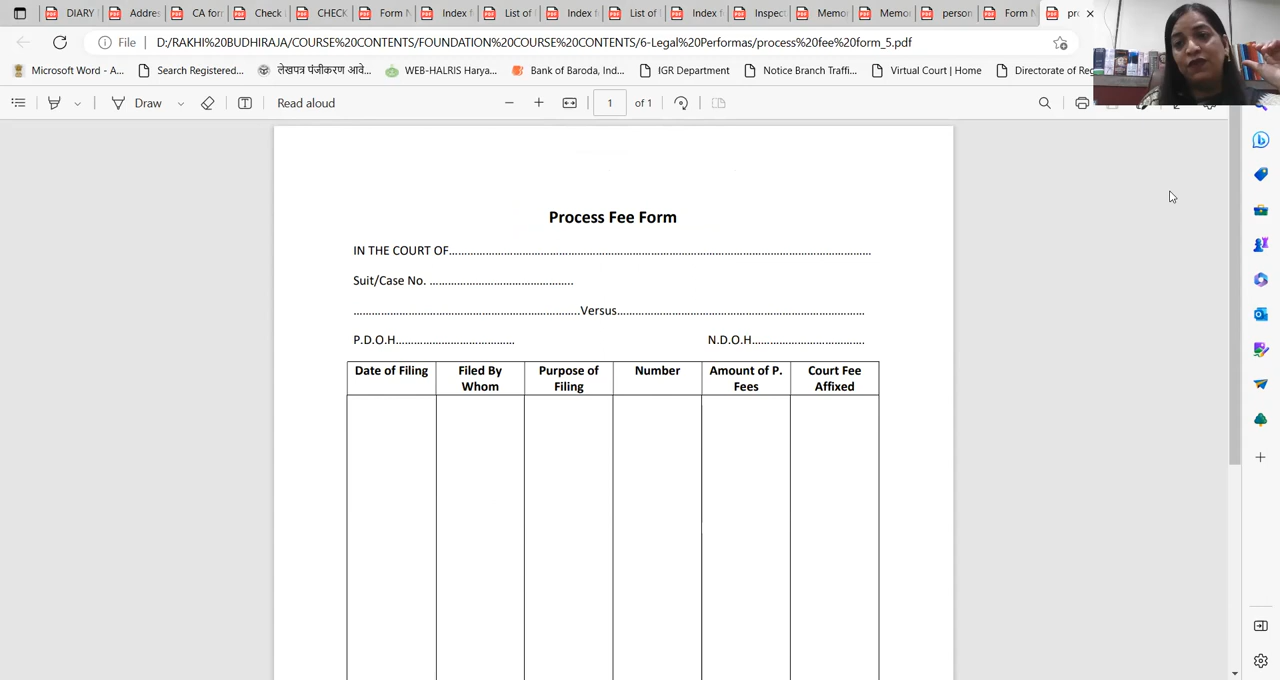 DIARY
Addres
CA for
Check
CHECK
Form N
Index f
List of
Index f
List of
Index f
Inspect
Memo
Memo
person
Form N
pr
File
D:/RAKHI%20BUDHIRAJA/COURSE%20CONTENTS/FOUNDATION%20COURSE%20CONTENTS/6-Legal%20Performas/process%20fee%20form_5.pdf
Microsoft Word - A...
Search Registered...
लेखपत्र पंजीकरण आवे...
WEB-HALRIS Harya...
Bank of Baroda, Ind...
IGR Department
Notice Branch Traffi...
Virtual Court | Home
Directorate of Reg
Draw
Read aloud
1 of 1
Process Fee Form
IN THE COURT OF...............................................................................................................................
Suit/Case No. ...............................................
...........................................................................Versus..................................................................................
P.D.O.H....................................... N.D.O.H.....................................
Date of Filing Filed By Whom Purpose of Filing Number Amount of P. Fees Court Fee Affixed